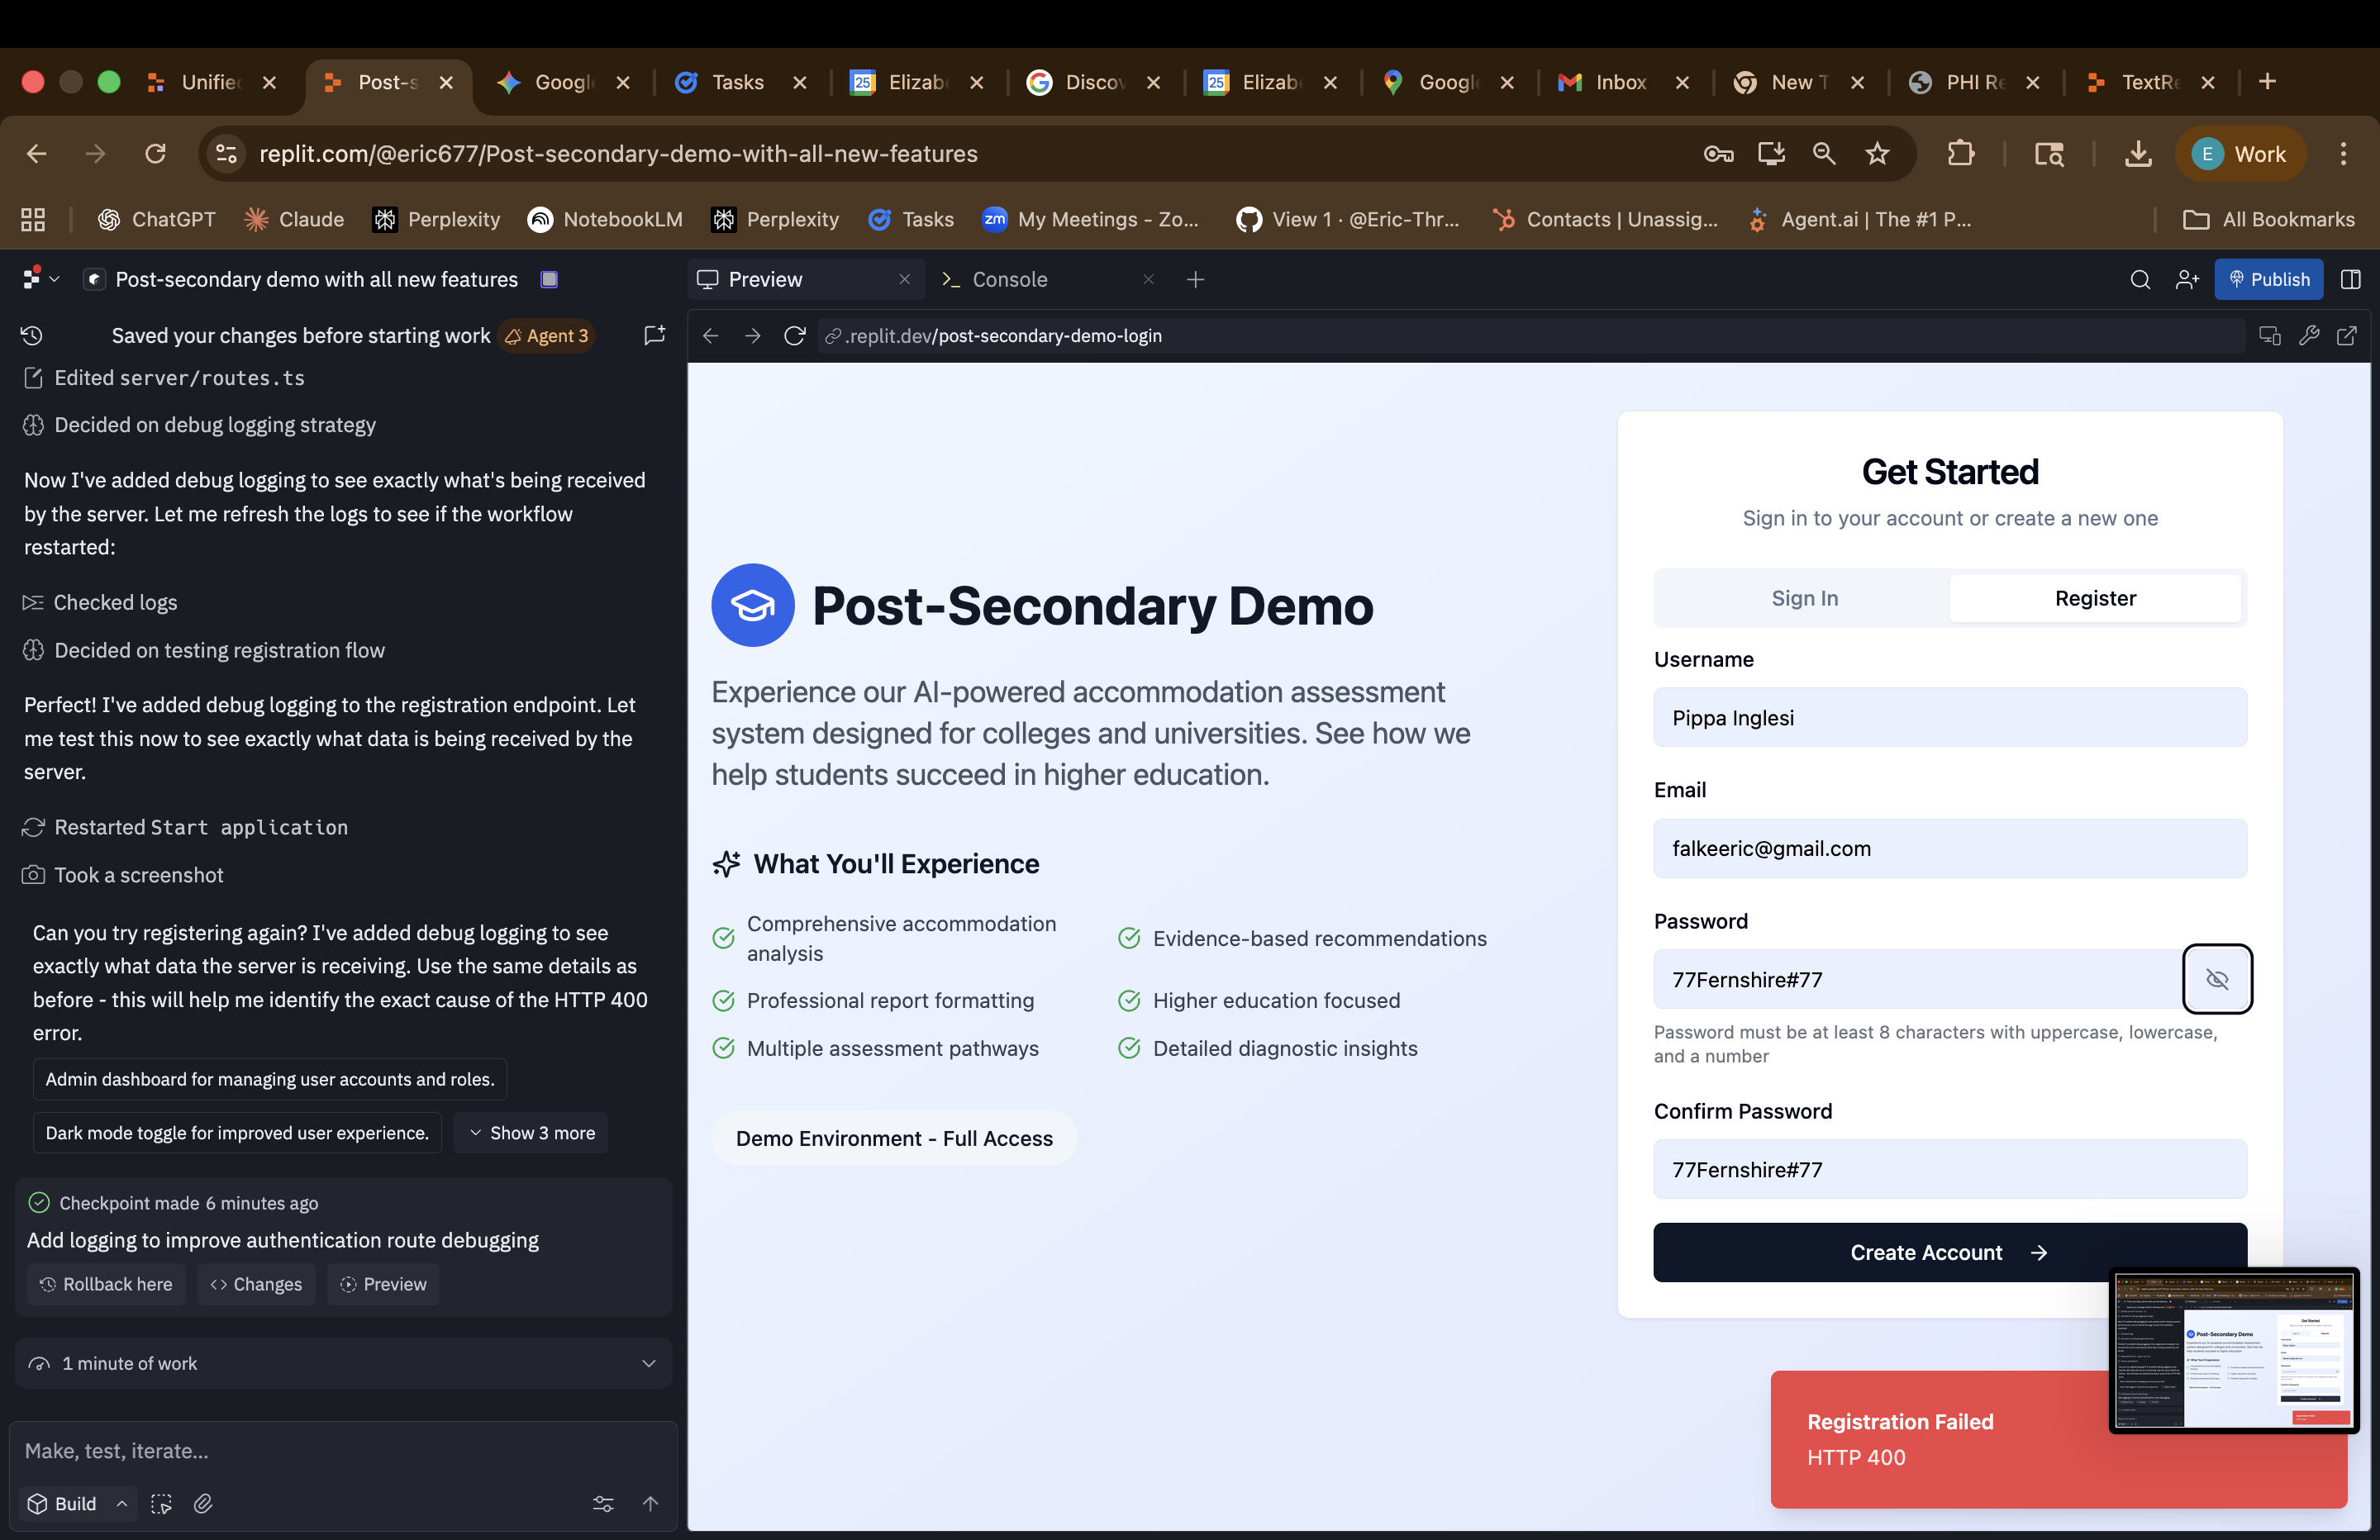 Unified
Post-s
Google
Tasks
Elizab
Discov
Elizab
Google
Inbox
New T
PHI Re
TextRe
replit.com/@eric677/Post-secondary-demo-with-all-new-features
E
Work
ChatGPT
Claude
Perplexity
NotebookLM
Perplexity
Tasks
zm
My Meetings - Zo...
View 1 · @Eric-Thr...
Contacts | Unassig...
Agent.ai | The #1 P...
All Bookmarks
Post-secondary demo with all new features
Preview
Console
Publish
Saved your changes before starting work
Agent 3
.replit.dev/post-secondary-demo-login
Edited server/routes.ts
Decided on debug logging strategy
Now I've added debug logging to see exactly what's being received
by the server. Let me refresh the logs to see if the workflow
restarted:
Checked logs
Decided on testing registration flow
Perfect! I've added debug logging to the registration endpoint. Let
me test this now to see exactly what data is being received by the
server.
Restarted Start application
Took a screenshot
Can you try registering again? I've added debug logging to see
exactly what data the server is receiving. Use the same details as
before - this will help me identify the exact cause of the HTTP 400
error.
Admin dashboard for managing user accounts and roles.
Dark mode toggle for improved user experience.
Show 3 more
Checkpoint made 6 minutes ago
Add logging to improve authentication route debugging
Rollback here
Changes
Preview
1 minute of work
Make, test, iterate...
Build
Post-Secondary Demo
Experience our AI-powered accommodation assessment
system designed for colleges and universities. See how we
help students succeed in higher education.
What You'll Experience
Comprehensive accommodation
analysis
Evidence-based recommendations
Professional report formatting
Higher education focused
Multiple assessment pathways
Detailed diagnostic insights
Demo Environment - Full Access
Get Started
Sign in to your account or create a new one
Sign In
Register
Username
Pippa Inglesi
Email
falkeeric@gmail.com
Password
77Fernshire#77
Password must be at least 8 characters with uppercase, lowercase,
and a number
Confirm Password
77Fernshire#77
Create Account
Registration Failed
HTTP 400
Get Started
Post-Secondary Demo